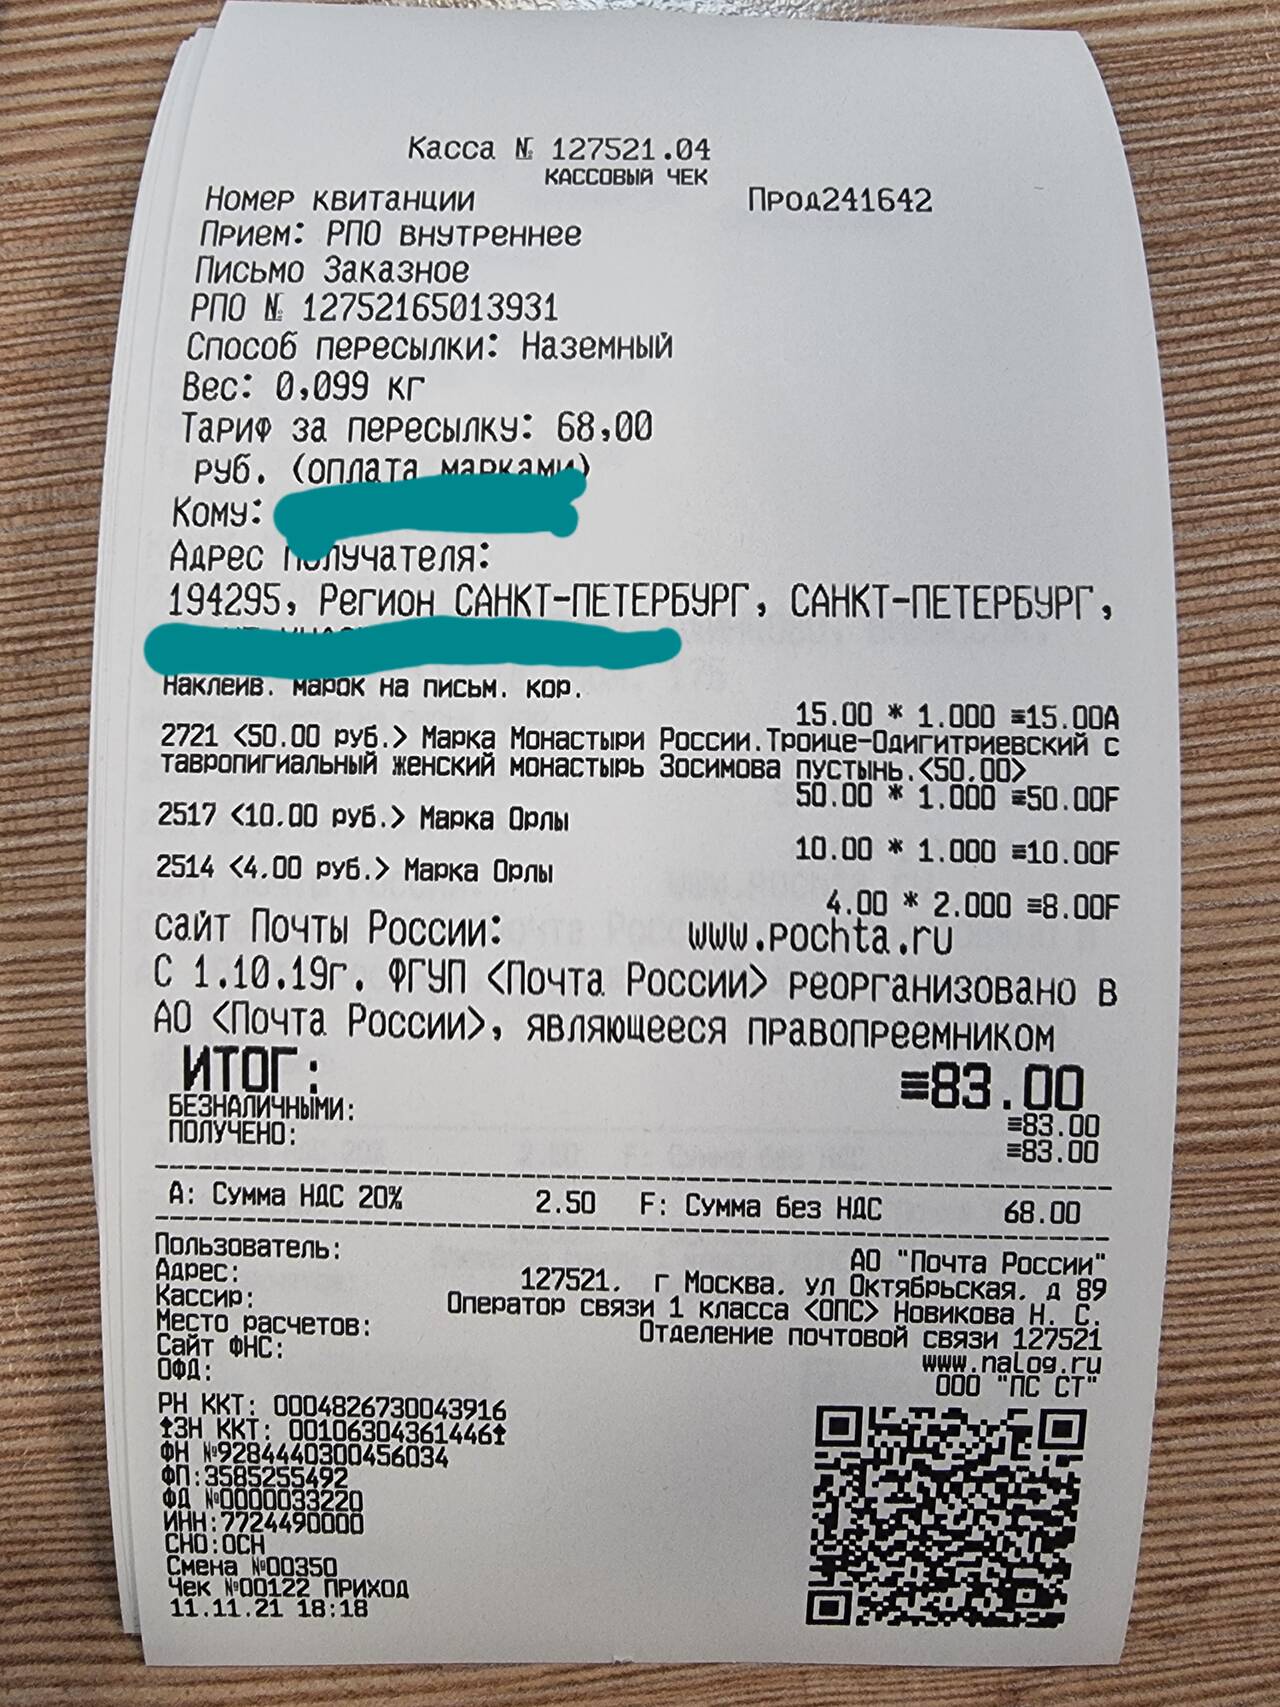 Касса № 127521.04
КАССОВЫЙ ЧЕК
Номер квитанции Прод241642
Прием: РПО внутреннее
Письмо Заказное
РПО № 12752165013931
Способ пересылки: Наземный
Вес: 0,099 кг
Тариф за пересылку: 68,00
руб. (оплата марками)
Кому:
Адрес получателя:
194295, Регион САНКТ-ПЕТЕРБУРГ, САНКТ-ПЕТЕРБУРГ,
Наклеив. марок на письм. кор.
15.00 * 1.000 ≡15.00А
2721 <50.00 руб.> Марка Монастыри России.Троице-Одигитриевский с
тавропигиальный женский монастырь Зосимова пустынь.<50.00>
50.00 * 1.000 ≡50.00F
2517 <10.00 руб.> Марка Орлы
10.00 * 1.000 ≡10.00F
2514 <4.00 руб.> Марка Орлы
4.00 * 2.000 ≡8.00F
сайт Почты России: www.pochta.ru
С 1.10.19г. ФГУП <Почта России> реорганизовано в
АО <Почта России>, являющееся правопреемником
ИТОГ: ≡83.00
БЕЗНАЛИЧНЫМИ: ≡83.00
ПОЛУЧЕНО: ≡83.00
А: Сумма НДС 20% 2.50 F: Сумма без НДС 68.00
Пользователь: АО "Почта России"
Адрес: 127521, г Москва, ул Октябрьская, д 89
Кассир: Оператор связи 1 класса <ОПС> Новикова Н. С.
Место расчетов: Отделение почтовой связи 127521
Сайт ФНС: www.nalog.ru
ОФД: ООО "ПС СТ"
РН ККТ: 0004826730043916
ЗН ККТ: 00106304361446
ФН №9284440300456034
ФП:3585255492
ФД №0000033220
ИНН:7724490000
СНО:ОСН
Смена №00350
Чек №00122 ПРИХОД
11.11.21 18:18